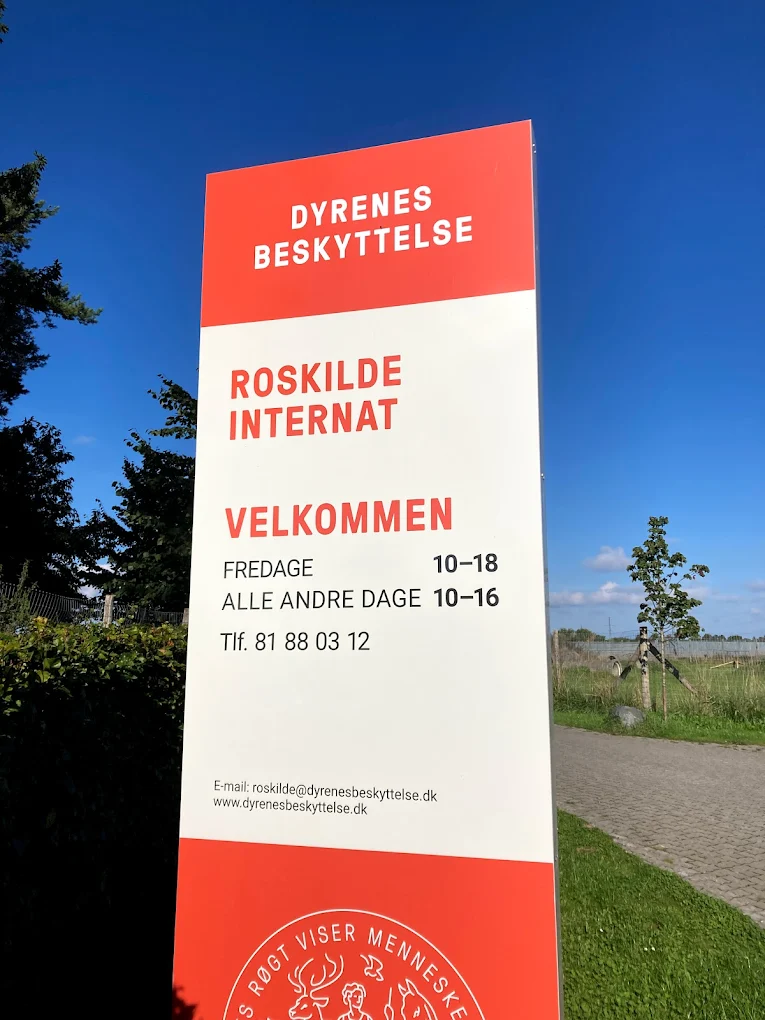 DYRENES
BESKYTTELSE
ROSKILDE
INTERNAT
VELKOMMEN
FREDAGE 10–18
ALLE ANDRE DAGE 10–16
Tlf. 81 88 03 12
E-mail: roskilde@dyrenesbeskyttelse.dk
www.dyrenesbeskyttelse.dk
RØGT VISER MENNESKE